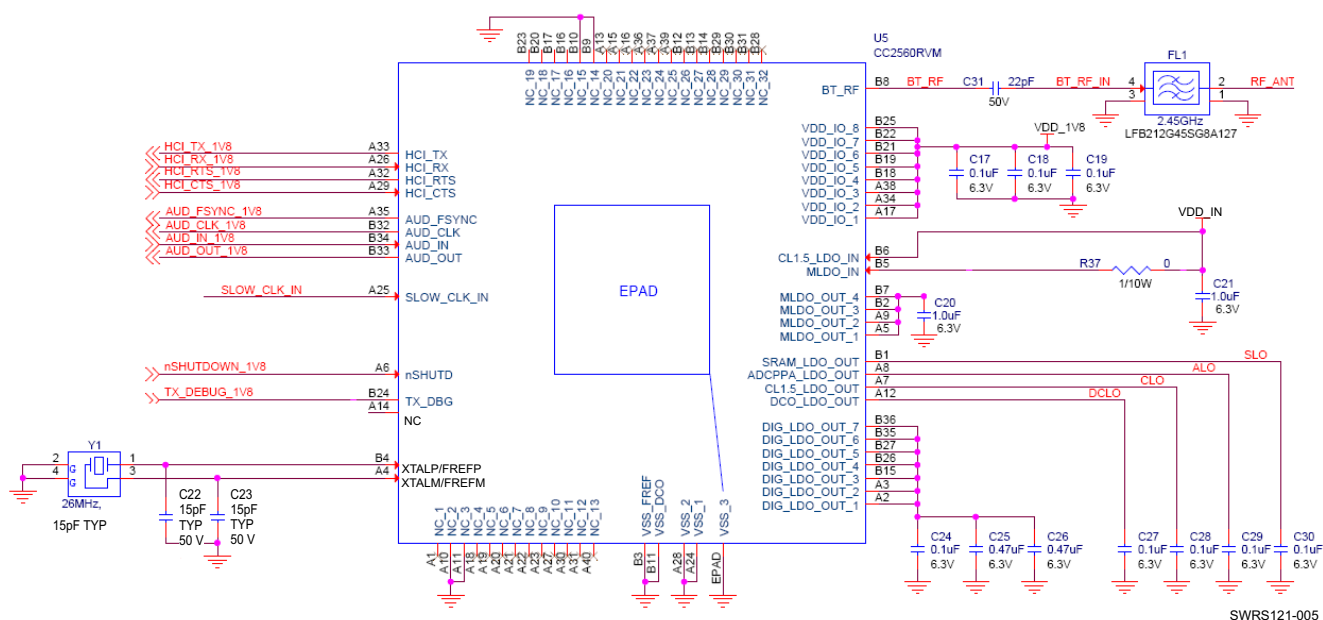 U5
CC2560RVM
B23 B20 B17 B16 B10 B9 A13 A15 A16 A36 A37 A39 B12 B13 B14 B29 B30 B31 B28
NC_19 NC_18 NC_17 NC_16 NC_15 NC_14 NC_20 NC_21 NC_22 NC_23 NC_24 NC_25 NC_26 NC_27 NC_28 NC_29 NC_30 NC_31 NC_32
HCI_TX_1V8 A33 HCI_TX
HCI_RX_1V8 A26 HCI_RX
HCI_RTS_1V8 A32 HCI_RTS
HCI_CTS_1V8 A29 HCI_CTS
AUD_FSYNC_1V8 A35 AUD_FSYNC
AUD_CLK_1V8 B32 AUD_CLK
AUD_IN_1V8 B34 AUD_IN
AUD_OUT_1V8 B33 AUD_OUT
SLOW_CLK_IN A25 SLOW_CLK_IN
nSHUTDOWN_1V8 A6 nSHUTD
TX_DEBUG_1V8 B24 TX_DBG
A14 NC
Y1
2 G 1 B4 XTALP/FREFP
4 G 3 A4 XTALM/FREFM
26MHz,
15pF TYP
C22
15pF
TYP
50 V
C23
15pF
TYP
50 V
EPAD
BT_RF B8 BT_RF C31 22pF BT_RF_IN 4 FL1 2 RF_ANT
50V
3 1
2.45GHz
LFB212G45SG8A127
VDD_IO_8 B25
VDD_IO_7 B22
VDD_IO_6 B21
VDD_IO_5 B19
VDD_IO_4 B18
VDD_IO_3 A38
VDD_IO_2 A34
VDD_IO_1 A17
VDD_1V8
C17
0.1uF
6.3V
C18
0.1uF
6.3V
C19
0.1uF
6.3V
VDD_IN
CL1.5_LDO_IN B6
MLDO_IN B5 R37 0
1/10W
C21
1.0uF
6.3V
MLDO_OUT_4 B7
MLDO_OUT_3 B2
MLDO_OUT_2 A9
MLDO_OUT_1 A5
C20
1.0uF
6.3V
SRAM_LDO_OUT B1 SLO
ADCPPA_LDO_OUT A8 ALO
CL1.5_LDO_OUT A7 CLO
DCO_LDO_OUT A12 DCLO
DIG_LDO_OUT_7 B36
DIG_LDO_OUT_6 B35
DIG_LDO_OUT_5 B27
DIG_LDO_OUT_4 B26
DIG_LDO_OUT_3 B15
DIG_LDO_OUT_2 A3
DIG_LDO_OUT_1 A2
C24
0.1uF
6.3V
C25
0.47uF
6.3V
C26
0.47uF
6.3V
C27
0.1uF
6.3V
C28
0.1uF
6.3V
C29
0.1uF
6.3V
C30
0.1uF
6.3V
NC_1 NC_2 NC_3 NC_4 NC_5 NC_6 NC_7 NC_8 NC_9 NC_10 NC_11 NC_12 NC_13 VSS_FREF VSS_DCO VSS_2 VSS_1 VSS_3
A1 A10 A11 A18 A19 A20 A21 A22 A23 A27 A30 A31 A40 B3 B11 A28 A24 EPAD
SWRS121-005